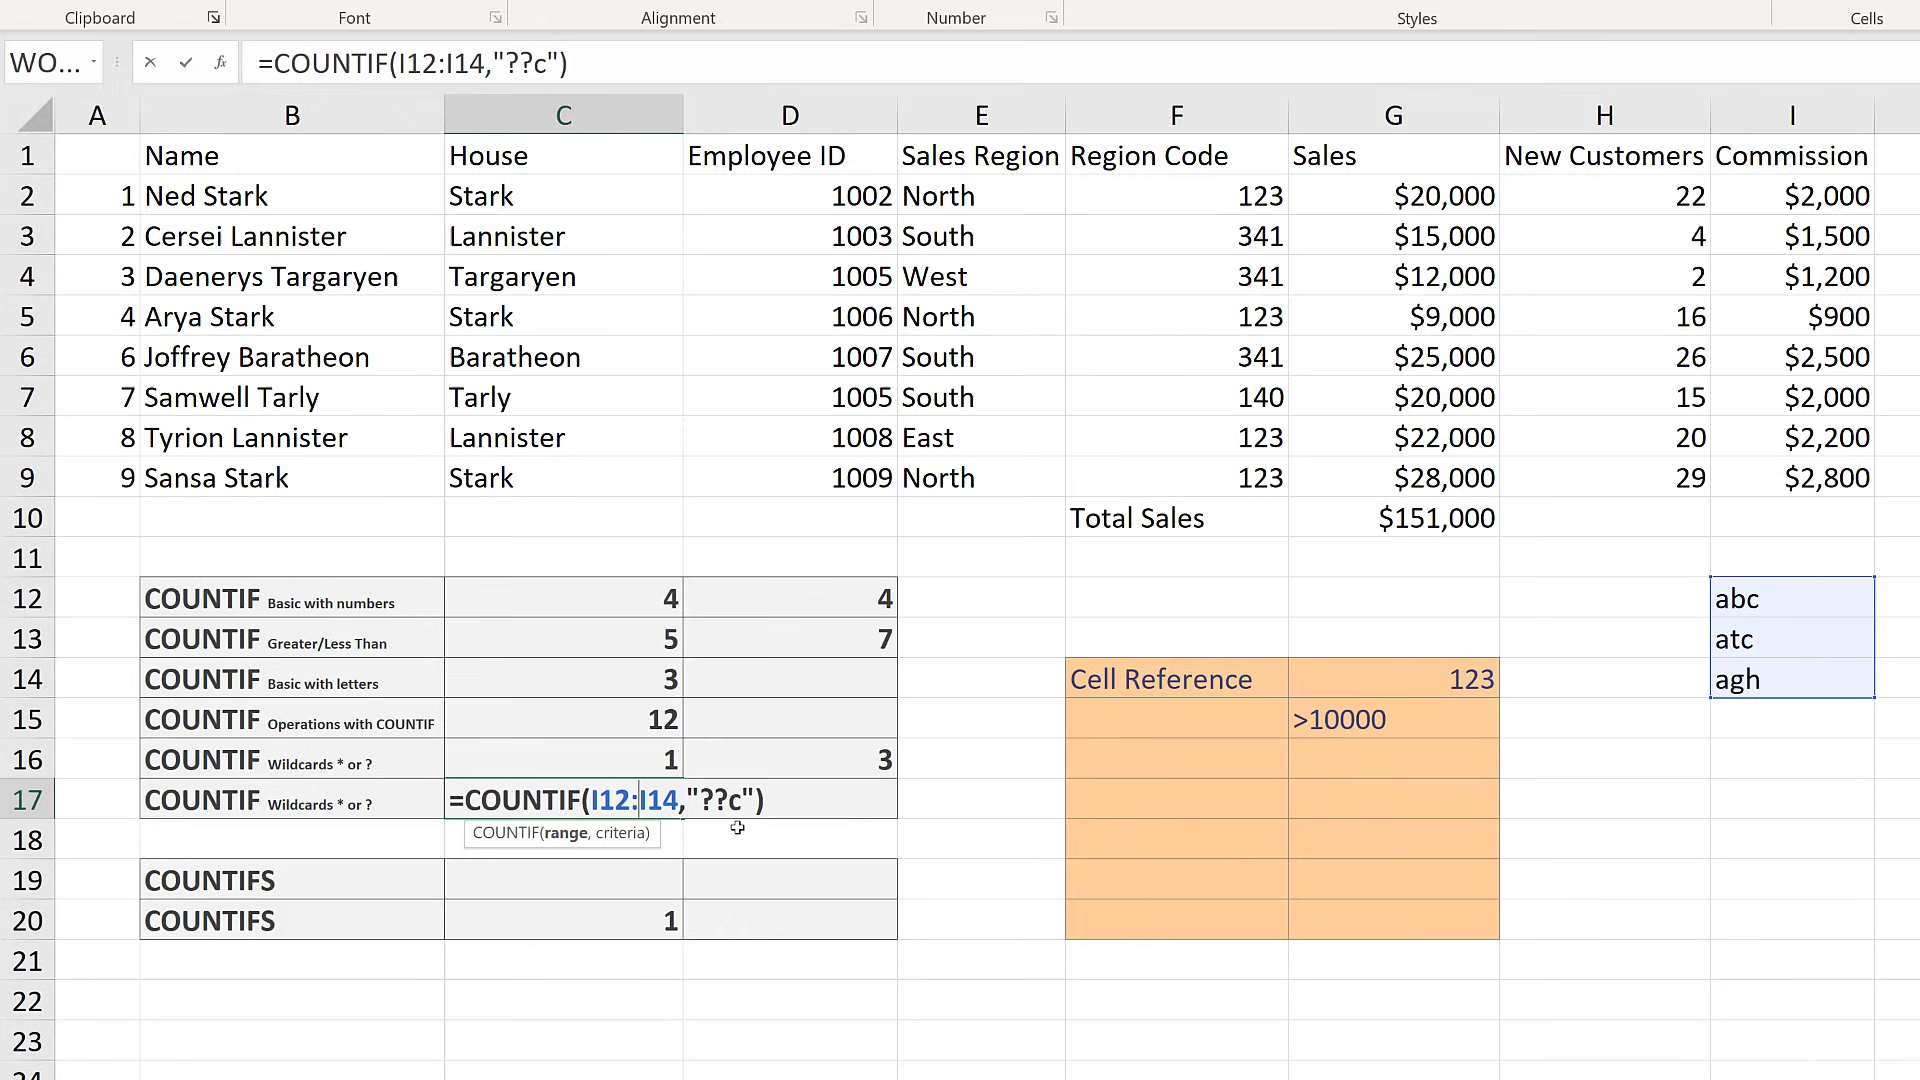 Clipboard Font Alignment Number Styles Cells
WO... =COUNTIF(I12:I14,"??c")
A B C D E F G H I
1 Name House Employee ID Sales Region Region Code Sales New Customers Commission
2 1 Ned Stark Stark 1002 North 123 $20,000 22 $2,000
3 2 Cersei Lannister Lannister 1003 South 341 $15,000 4 $1,500
4 3 Daenerys Targaryen Targaryen 1005 West 341 $12,000 2 $1,200
5 4 Arya Stark Stark 1006 North 123 $9,000 16 $900
6 6 Joffrey Baratheon Baratheon 1007 South 341 $25,000 26 $2,500
7 7 Samwell Tarly Tarly 1005 South 140 $20,000 15 $2,000
8 8 Tyrion Lannister Lannister 1008 East 123 $22,000 20 $2,200
9 9 Sansa Stark Stark 1009 North 123 $28,000 29 $2,800
10 Total Sales $151,000
11
12 COUNTIF Basic with numbers 4 4 abc
13 COUNTIF Greater/Less Than 5 7 atc
14 COUNTIF Basic with letters 3 Cell Reference 123 agh
15 COUNTIF Operations with COUNTIF 12 >10000
16 COUNTIF Wildcards * or ? 1 3
17 COUNTIF Wildcards * or ? =COUNTIF(I12:I14,"??c")
COUNTIF(range, criteria)
18
19 COUNTIFS
20 COUNTIFS 1
21
22
23
24